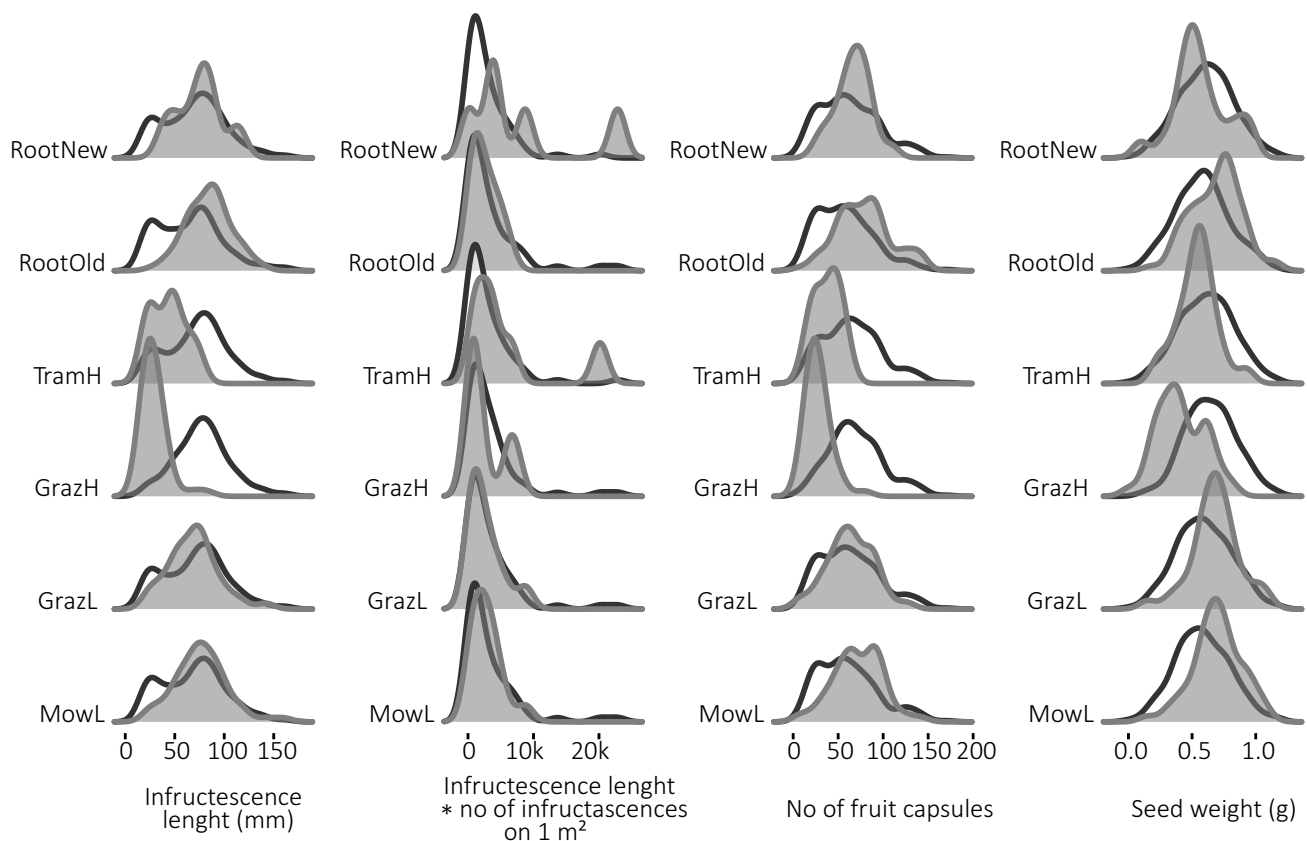 RootNew RootNew RootNew RootNew
RootOld RootOld RootOld RootOld
TramH TramH TramH TramH
GrazH GrazH GrazH GrazH
GrazL GrazL GrazL GrazL
MowL MowL MowL MowL
0 50 100 150 0 10k 20k 0 50 100 150 200 0.0 0.5 1.0
Infructescence
lenght (mm)
Infructescence lenght
* no of infructascences
on 1 m²
No of fruit capsules
Seed weight (g)